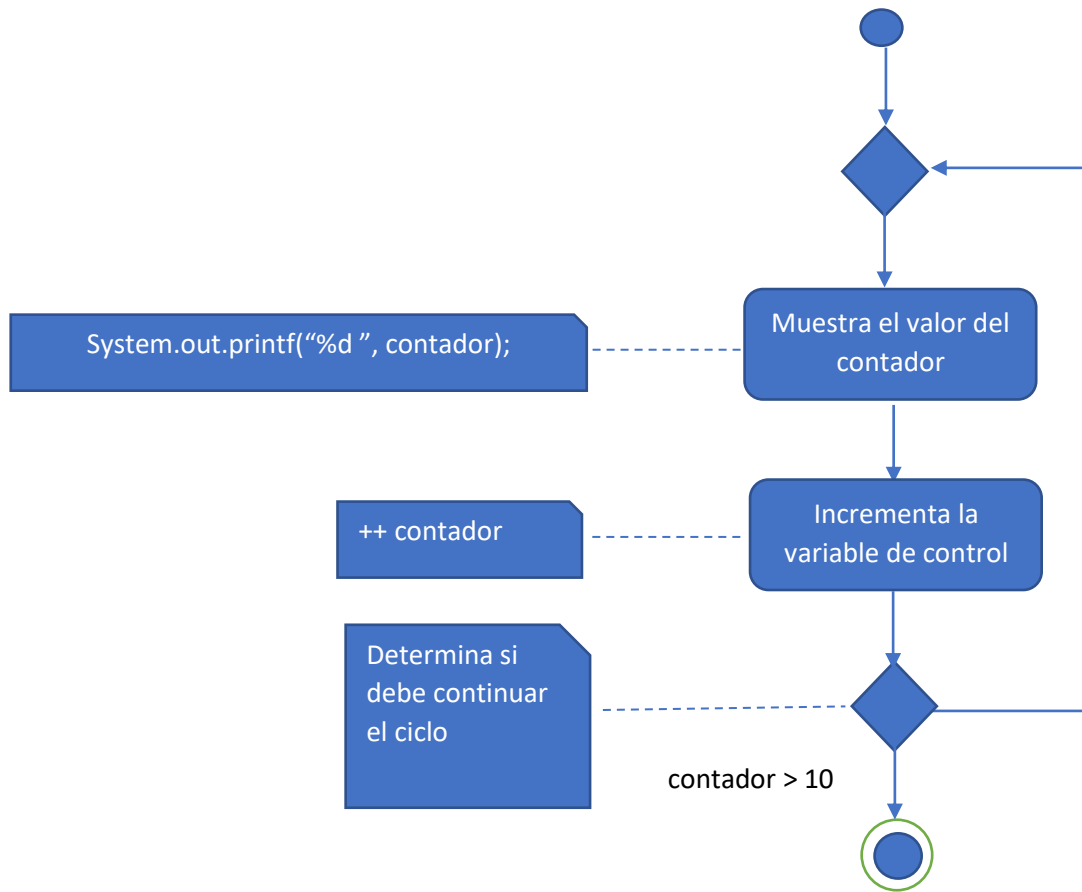 System.out.printf(“%d ”, contador);
Muestra el valor del
contador
++ contador
Incrementa la
variable de control
Determina si
debe continuar
el ciclo
contador > 10